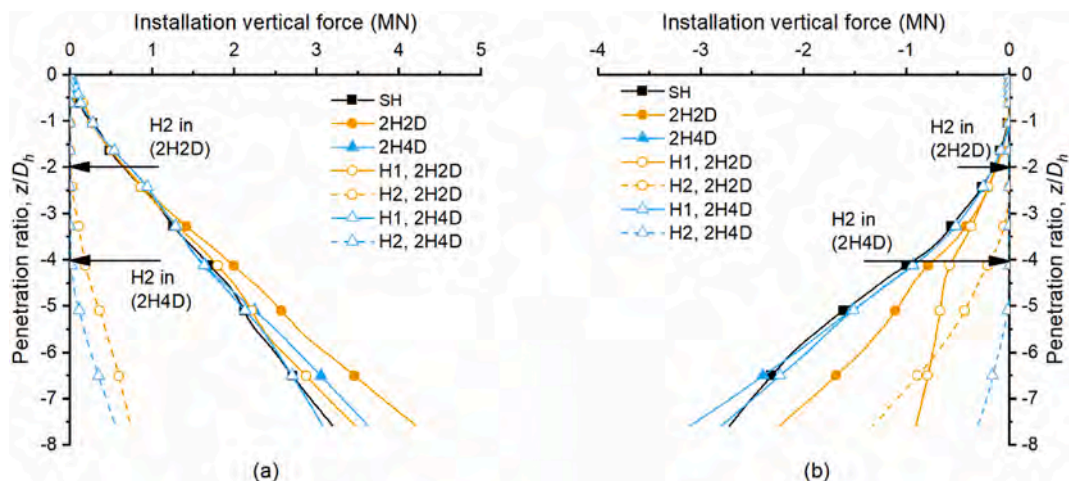 Installation vertical force (MN)
0 1 2 3 4 5
Penetration ratio, z/Dₕ
0
-1
-2
-3
-4
-5
-6
-7
-8
H2 in
(2H2D)
H2 in
(2H4D)
SH
2H2D
2H4D
H1, 2H2D
H2, 2H2D
H1, 2H4D
H2, 2H4D
(a)
Installation vertical force (MN)
-4 -3 -2 -1 0
SH
2H2D
2H4D
H1, 2H2D
H2, 2H2D
H1, 2H4D
H2, 2H4D
H2 in
(2H2D)
H2 in
(2H4D)
0
-1
-2
-3
-4
-5
-6
-7
-8
Penetration ratio, z/Dₕ
(b)